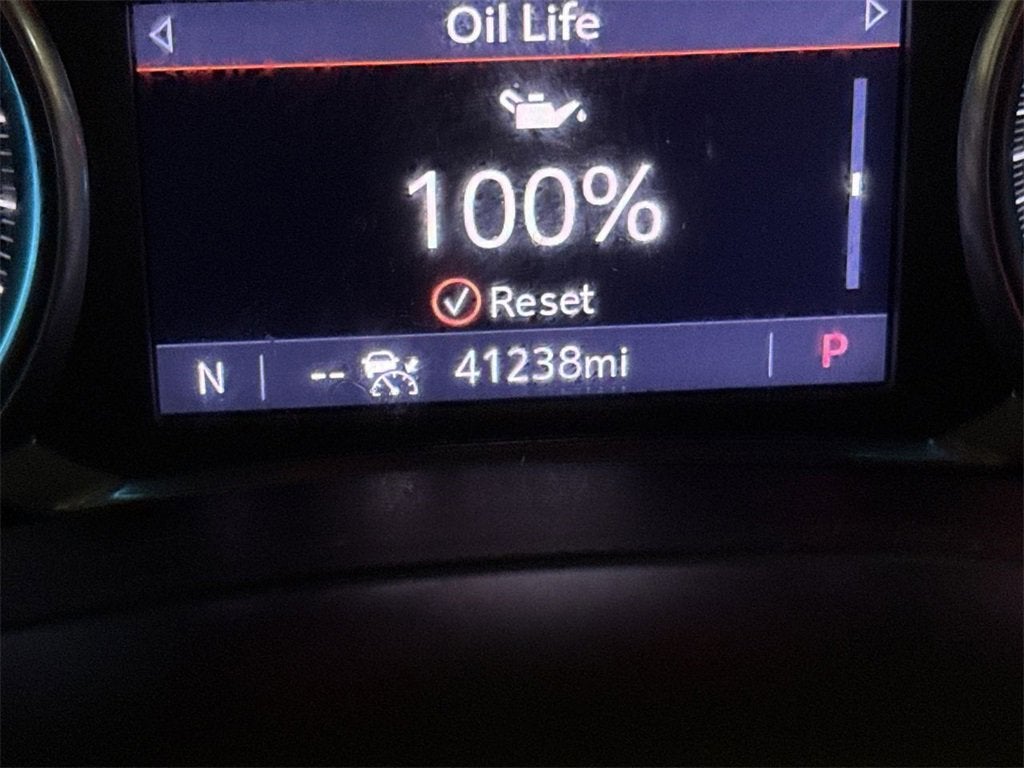 Oil Life
100%
Reset
N -- 41238mi P